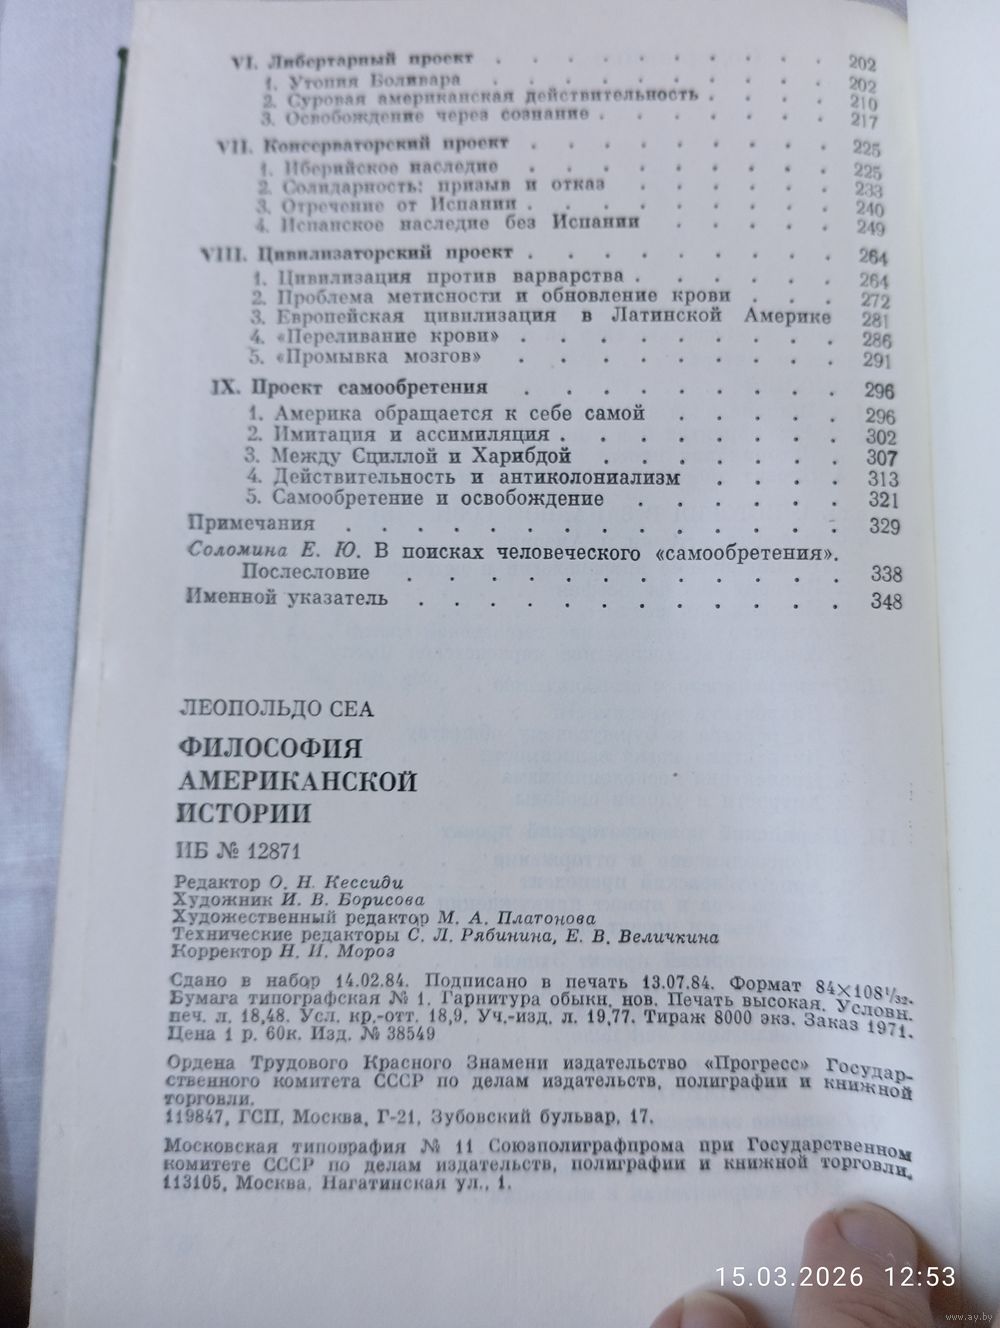 VI. Либертарный проект . . . . . . . . . . 202
1. Утопия Боливара . . . . . . . . . . 202
2. Суровая американская действительность . . . . 210
3. Освобождение через сознание . . . . . . . 217
VII. Консерваторский проект . . . . . . . . . 225
1. Иберийское наследие . . . . . . . . . 225
2. Солидарность: призыв и отказ . . . . . . 233
3. Отречение от Испании . . . . . . . . . 240
4. Испанское наследие без Испании . . . . . 249
VIII. Цивилизаторский проект . . . . . . . . . 264
1. Цивилизация против варварства . . . . . . 264
2. Проблема метисности и обновление крови . . . 272
3. Европейская цивилизация в Латинской Америке 281
4. «Переливание крови» . . . . . . . . . 286
5. «Промывка мозгов» . . . . . . . . . 291
IX. Проект самообретения . . . . . . . . . 296
1. Америка обращается к себе самой . . . . . 296
2. Имитация и ассимиляция . . . . . . . . 302
3. Между Сциллой и Харибдой . . . . . . . 307
4. Действительность и антиколониализм . . . . 313
5. Самообретение и освобождение . . . . . . 321
Примечания . . . . . . . . . . . . . . 329
Соломина Е. Ю. В поисках человеческого «самообретения».
Послесловие . . . . . . . . . . . . 338
Именной указатель . . . . . . . . . . . . 348
ЛЕОПОЛЬДО СЕА
ФИЛОСОФИЯ
АМЕРИКАНСКОЙ
ИСТОРИИ
ИБ № 12871
Редактор О. Н. Кессиди
Художник И. В. Борисова
Художественный редактор М. А. Платонова
Технические редакторы С. Л. Рябинина, Е. В. Величкина
Корректор Н. И. Мороз
Сдано в набор 14.02.84. Подписано в печать 13.07.84. Формат 84×108¹/₃₂.
Бумага типографская № 1. Гарнитура обыкн. нов. Печать высокая. Условн.
печ. л. 18,48. Усл. кр.-отт. 18,9. Уч.-изд. л. 19,77. Тираж 8000 экз. Заказ 1971.
Цена 1 р. 60к. Изд. № 38549
Ордена Трудового Красного Знамени издательство «Прогресс» Государ-
ственного комитета СССР по делам издательств, полиграфии и книжной
торговли.
119847, ГСП, Москва, Г-21, Зубовский бульвар, 17.
Московская типография № 11 Союзполиграфпрома при Государственном
комитете СССР по делам издательств, полиграфии и книжной торговли.
113105, Москва, Нагатинская ул., 1.
15.03.2026 12:53
www.ay.by